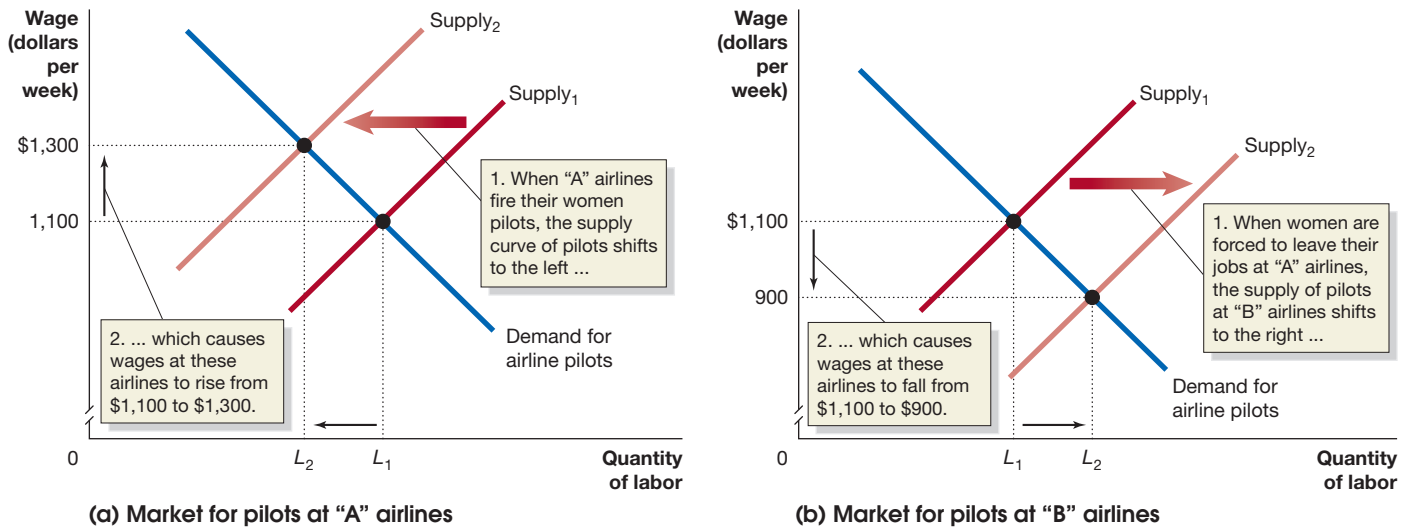 Wage
(dollars
per
week)
Supply₂
Supply₁
$1,300
1,100
1. When “A” airlines
fire their women
pilots, the supply
curve of pilots shifts
to the left ...
2. ... which causes
wages at these
airlines to rise from
$1,100 to $1,300.
Demand for
airline pilots
0
L₂
L₁
Quantity
of labor
(a) Market for pilots at “A” airlines
Wage
(dollars
per
week)
Supply₁
Supply₂
$1,100
900
1. When women are
forced to leave their
jobs at “A” airlines,
the supply of pilots
at “B” airlines shifts
to the right ...
2. ... which causes
wages at these
airlines to fall from
$1,100 to $900.
Demand for
airline pilots
0
L₁
L₂
Quantity
of labor
(b) Market for pilots at “B” airlines